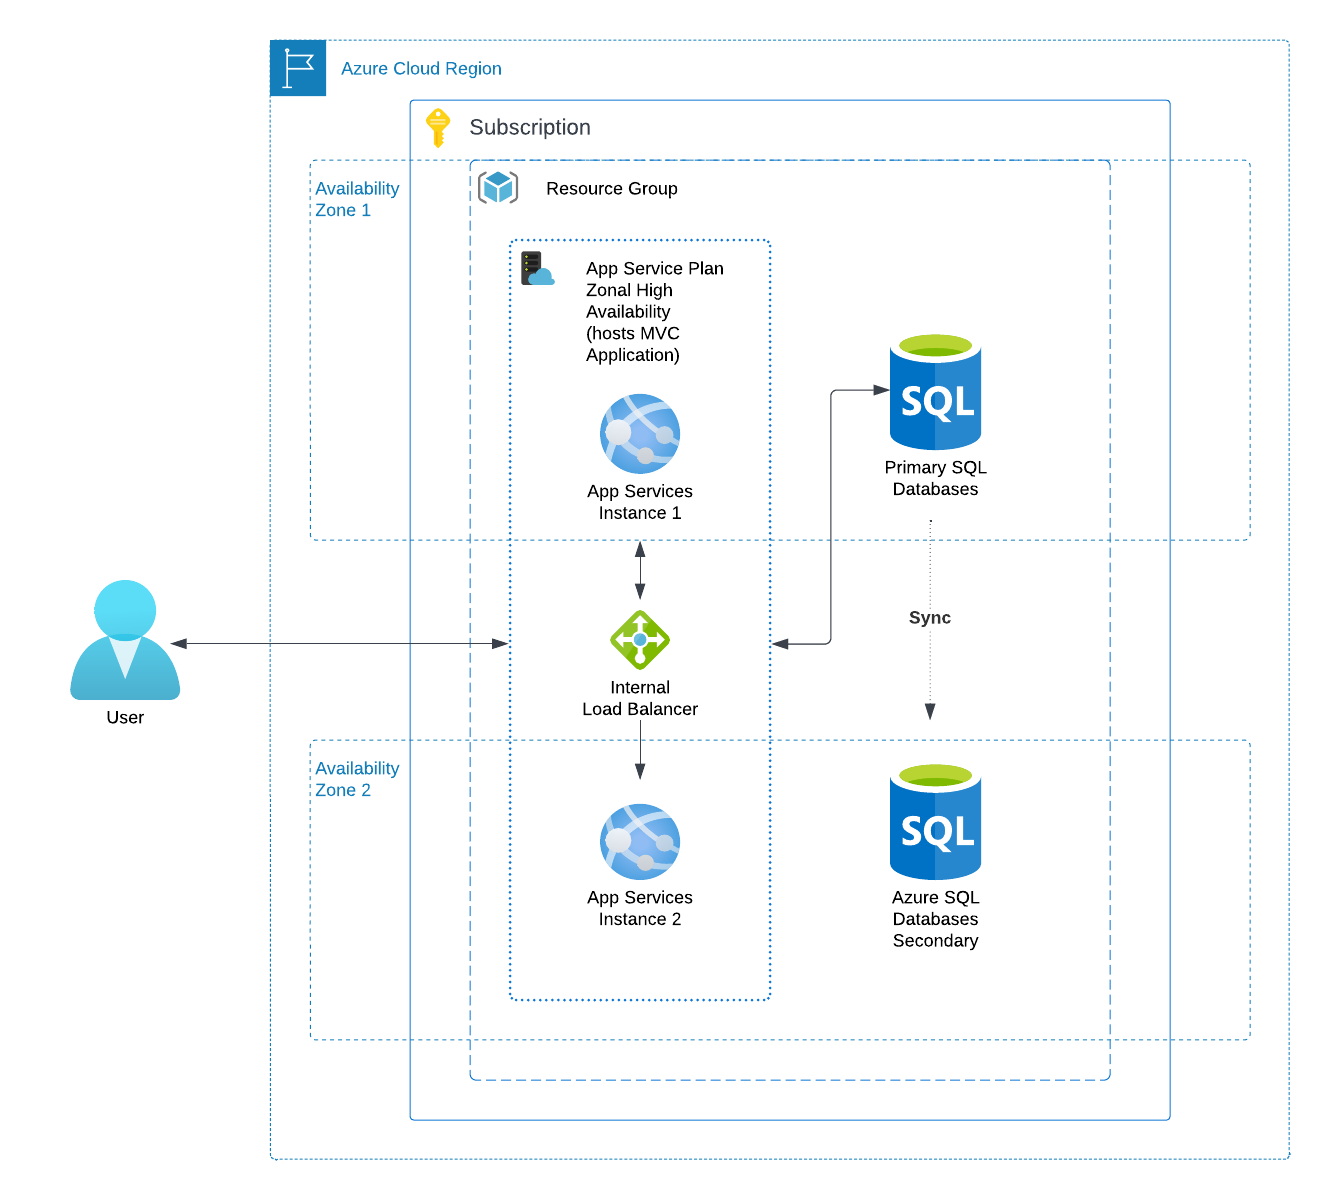 Azure Cloud Region
Subscription
Availability
Zone 1
Resource Group
App Service Plan
Zonal High
Availability
(hosts MVC
Application)
SQL
App Services
Instance 1
Primary SQL
Databases
Sync
User
Internal
Load Balancer
Availability
Zone 2
SQL
App Services
Instance 2
Azure SQL
Databases
Secondary